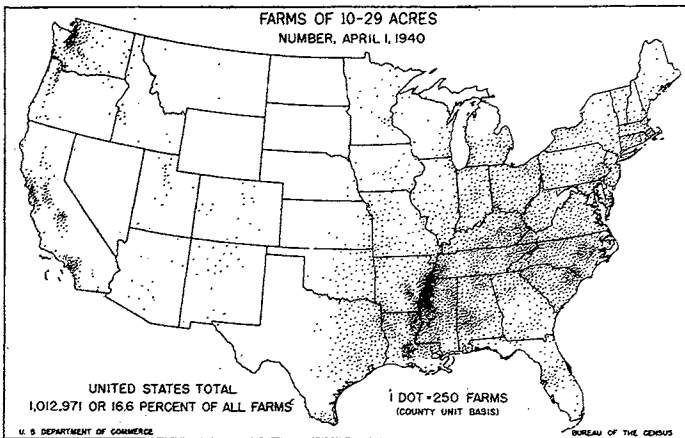 FARMS OF 10-29 ACRES
NUMBER, APRIL 1, 1940
UNITED STATES TOTAL
1,012,971 OR 16.6 PERCENT OF ALL FARMS
1 DOT = 250 FARMS
(COUNTY UNIT BASIS)
U. S. DEPARTMENT OF COMMERCE
BUREAU OF THE CENSUS